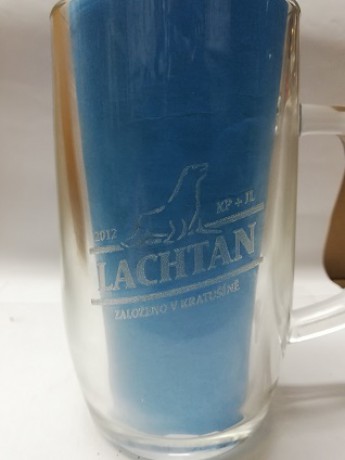 2012 KP + JL
LACHTAN
ZALOŽENO V KRATUŠÍNĚ